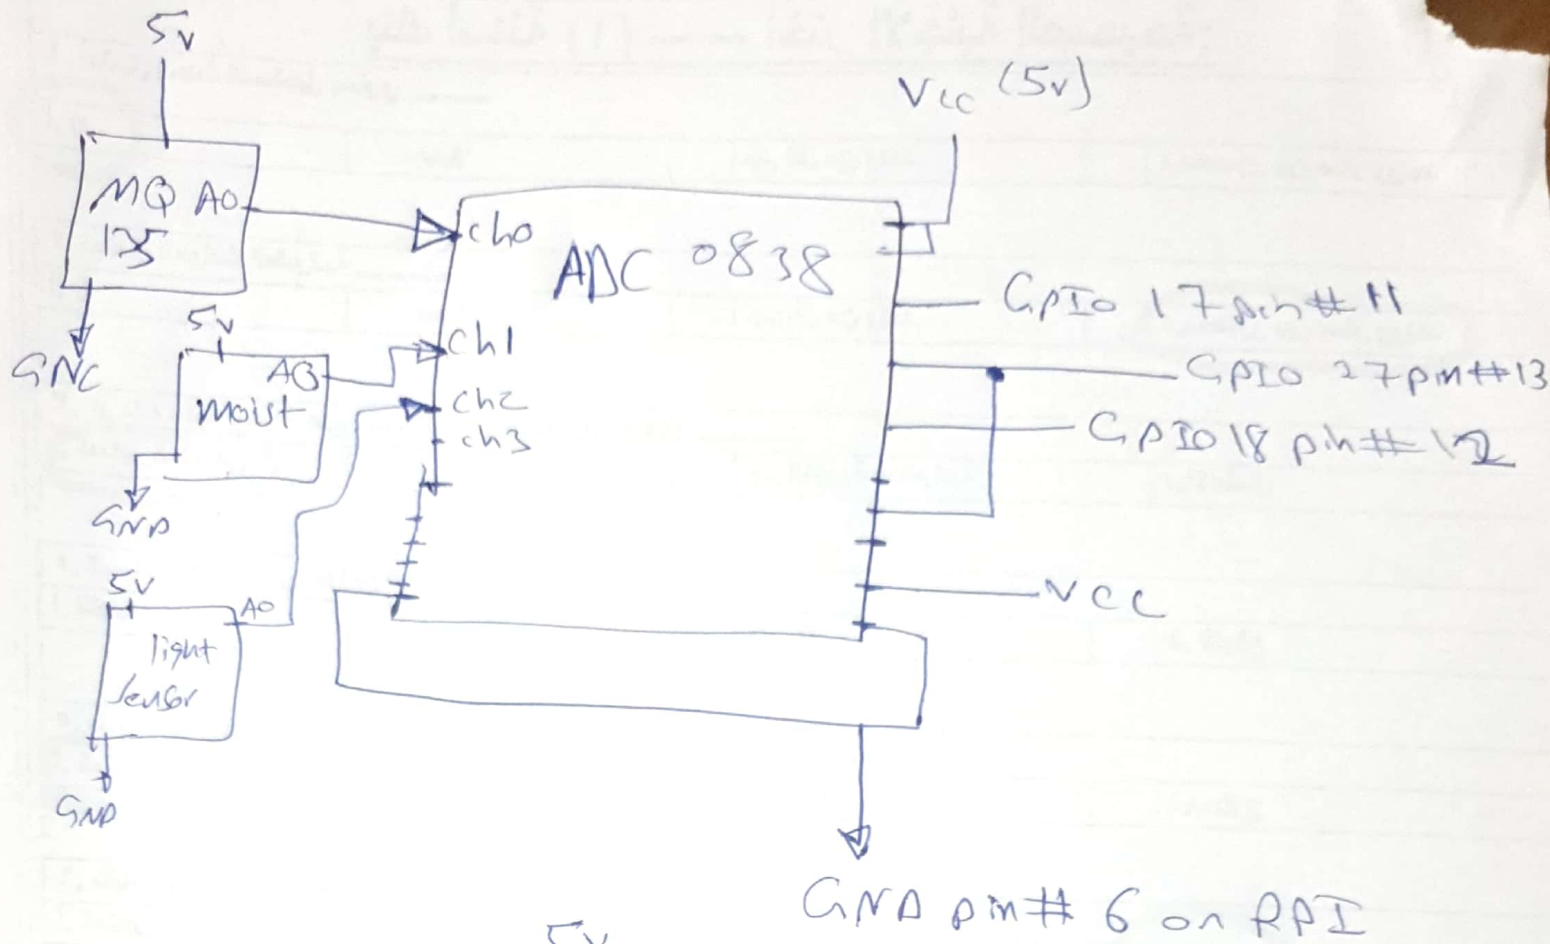 5v
Vcc (5v)
MQ AO
135
GNC
ch0
ADC 0838
GPIO 17 pin # 11
5v
AO
moist
GND
ch1
ch2
ch3
GPIO 27 pin # 13
GPIO 18 pin # 12
5v
AO
light
sensor
GND
VCC
GND pin # 6 on RPI
5v